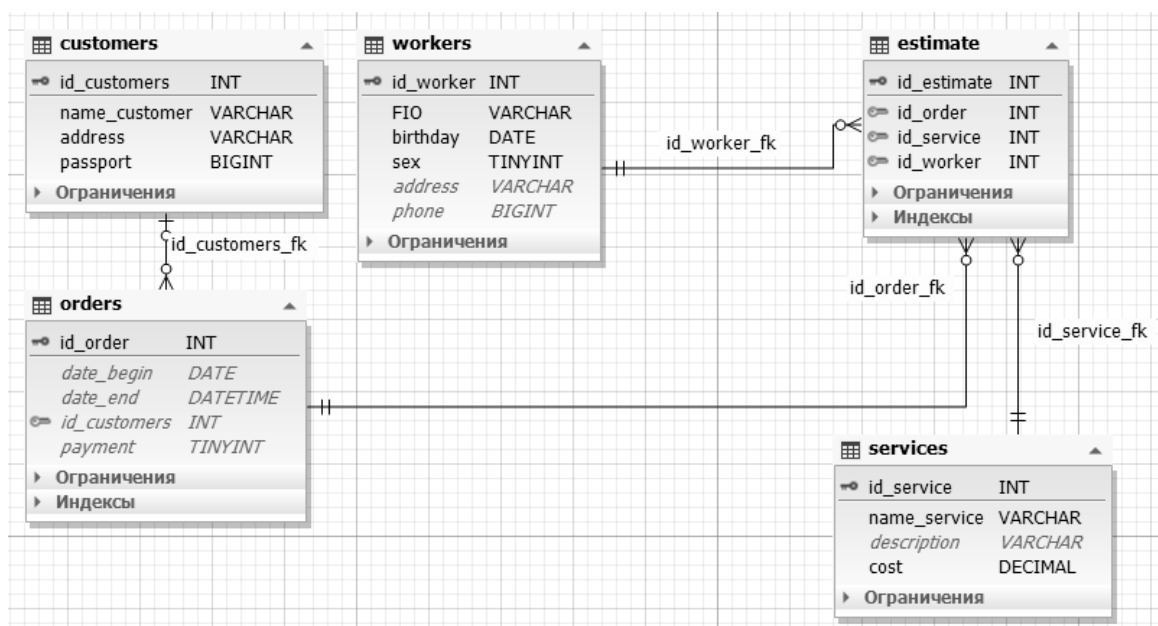 customers
id_customers INT
name_customer VARCHAR
address VARCHAR
passport BIGINT
Ограничения
workers
id_worker INT
FIO VARCHAR
birthday DATE
sex TINYINT
address VARCHAR
phone BIGINT
Ограничения
estimate
id_estimate INT
id_order INT
id_service INT
id_worker INT
Ограничения
Индексы
id_worker_fk
id_customers_fk
id_order_fk
id_service_fk
orders
id_order INT
date_begin DATE
date_end DATETIME
id_customers INT
payment TINYINT
Ограничения
Индексы
services
id_service INT
name_service VARCHAR
description VARCHAR
cost DECIMAL
Ограничения